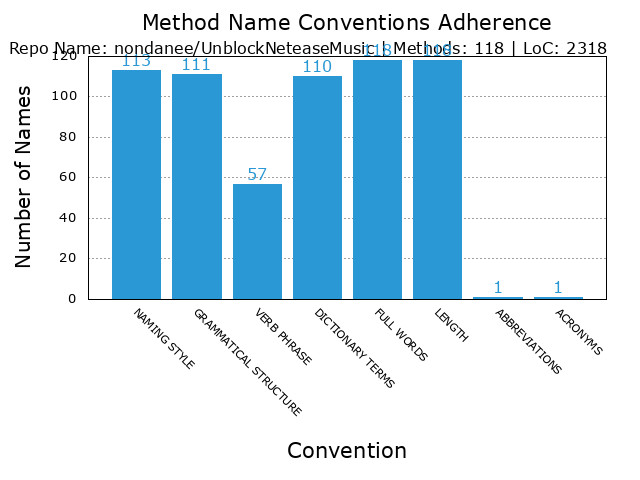 Method Name Conventions Adherence
Repo Name: nondanee/UnblockNeteaseMusic | Methods: 118 | LoC: 2318
Number of Names
120
100
80
60
40
20
0
113
111
57
110
118
118
1
1
NAMING STYLE
GRAMMATICAL STRUCTURE
VERB PHRASE
DICTIONARY TERMS
FULL WORDS
LENGTH
ABBREVIATIONS
ACRONYMS
Convention